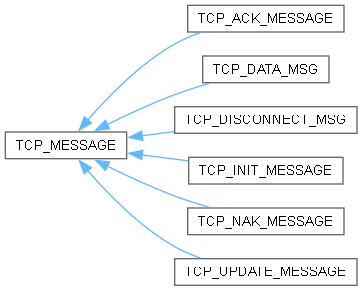 TCP_ACK_MESSAGE
TCP_DATA_MSG
TCP_DISCONNECT_MSG
TCP_MESSAGE
TCP_INIT_MESSAGE
TCP_NAK_MESSAGE
TCP_UPDATE_MESSAGE